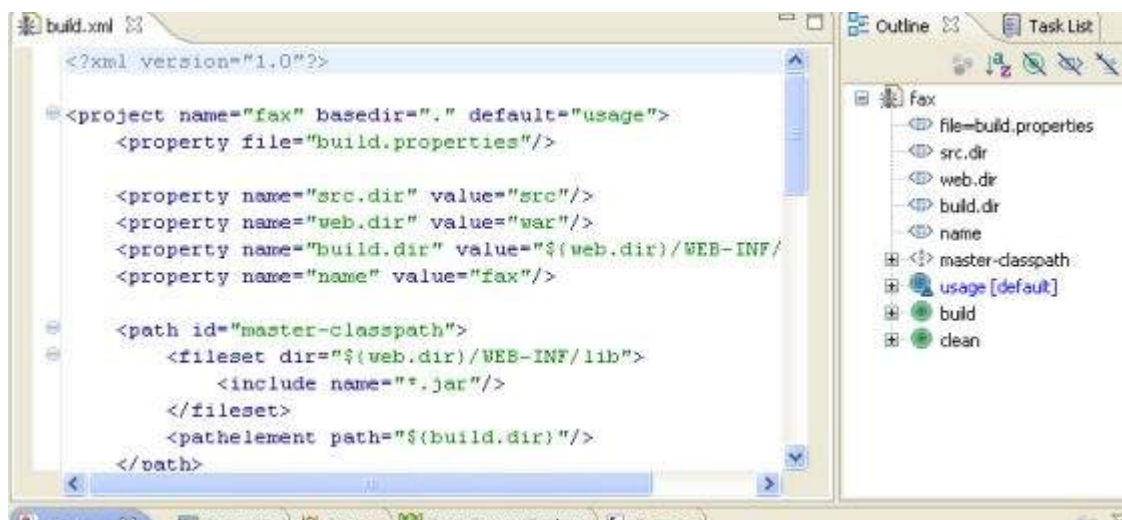 build.xml
<?xml version="1.0"?>
<project name="fax" basedir="." default="usage">
<property file="build.properties"/>
<property name="src.dir" value="src"/>
<property name="web.dir" value="war"/>
<property name="build.dir" value="${web.dir}/WEB-INF/
<property name="name" value="fax"/>
<path id="master-classpath">
<fileset dir="${web.dir}/WEB-INF/lib">
<include name="*.jar"/>
</fileset>
<pathelement path="${build.dir}"/>
</path>
Outline
Task List
fax
file=build.properties
src.dir
web.dir
build.dir
name
master-classpath
usage [default]
build
clean